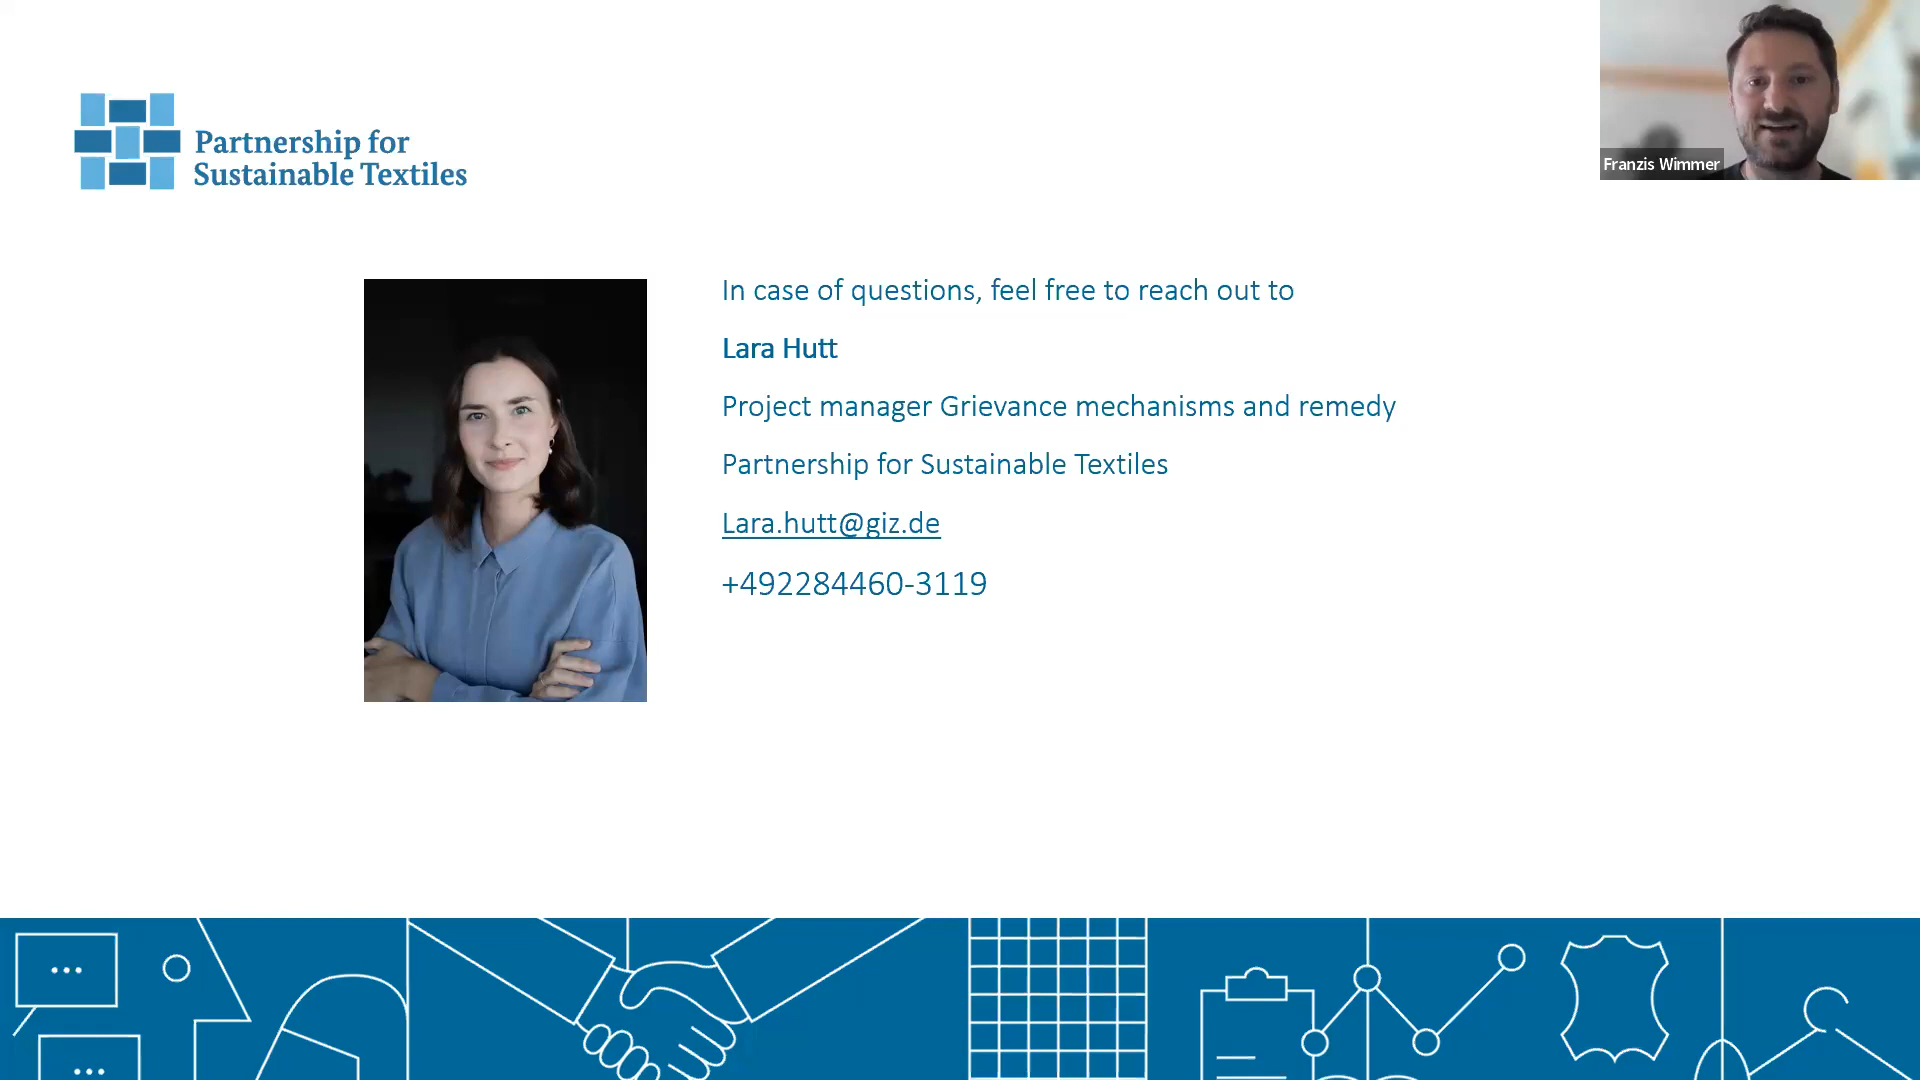 Partnership for
Sustainable Textiles
Franzis Wimmer
In case of questions, feel free to reach out to
Lara Hutt
Project manager Grievance mechanisms and remedy
Partnership for Sustainable Textiles
Lara.hutt@giz.de
+492284460-3119